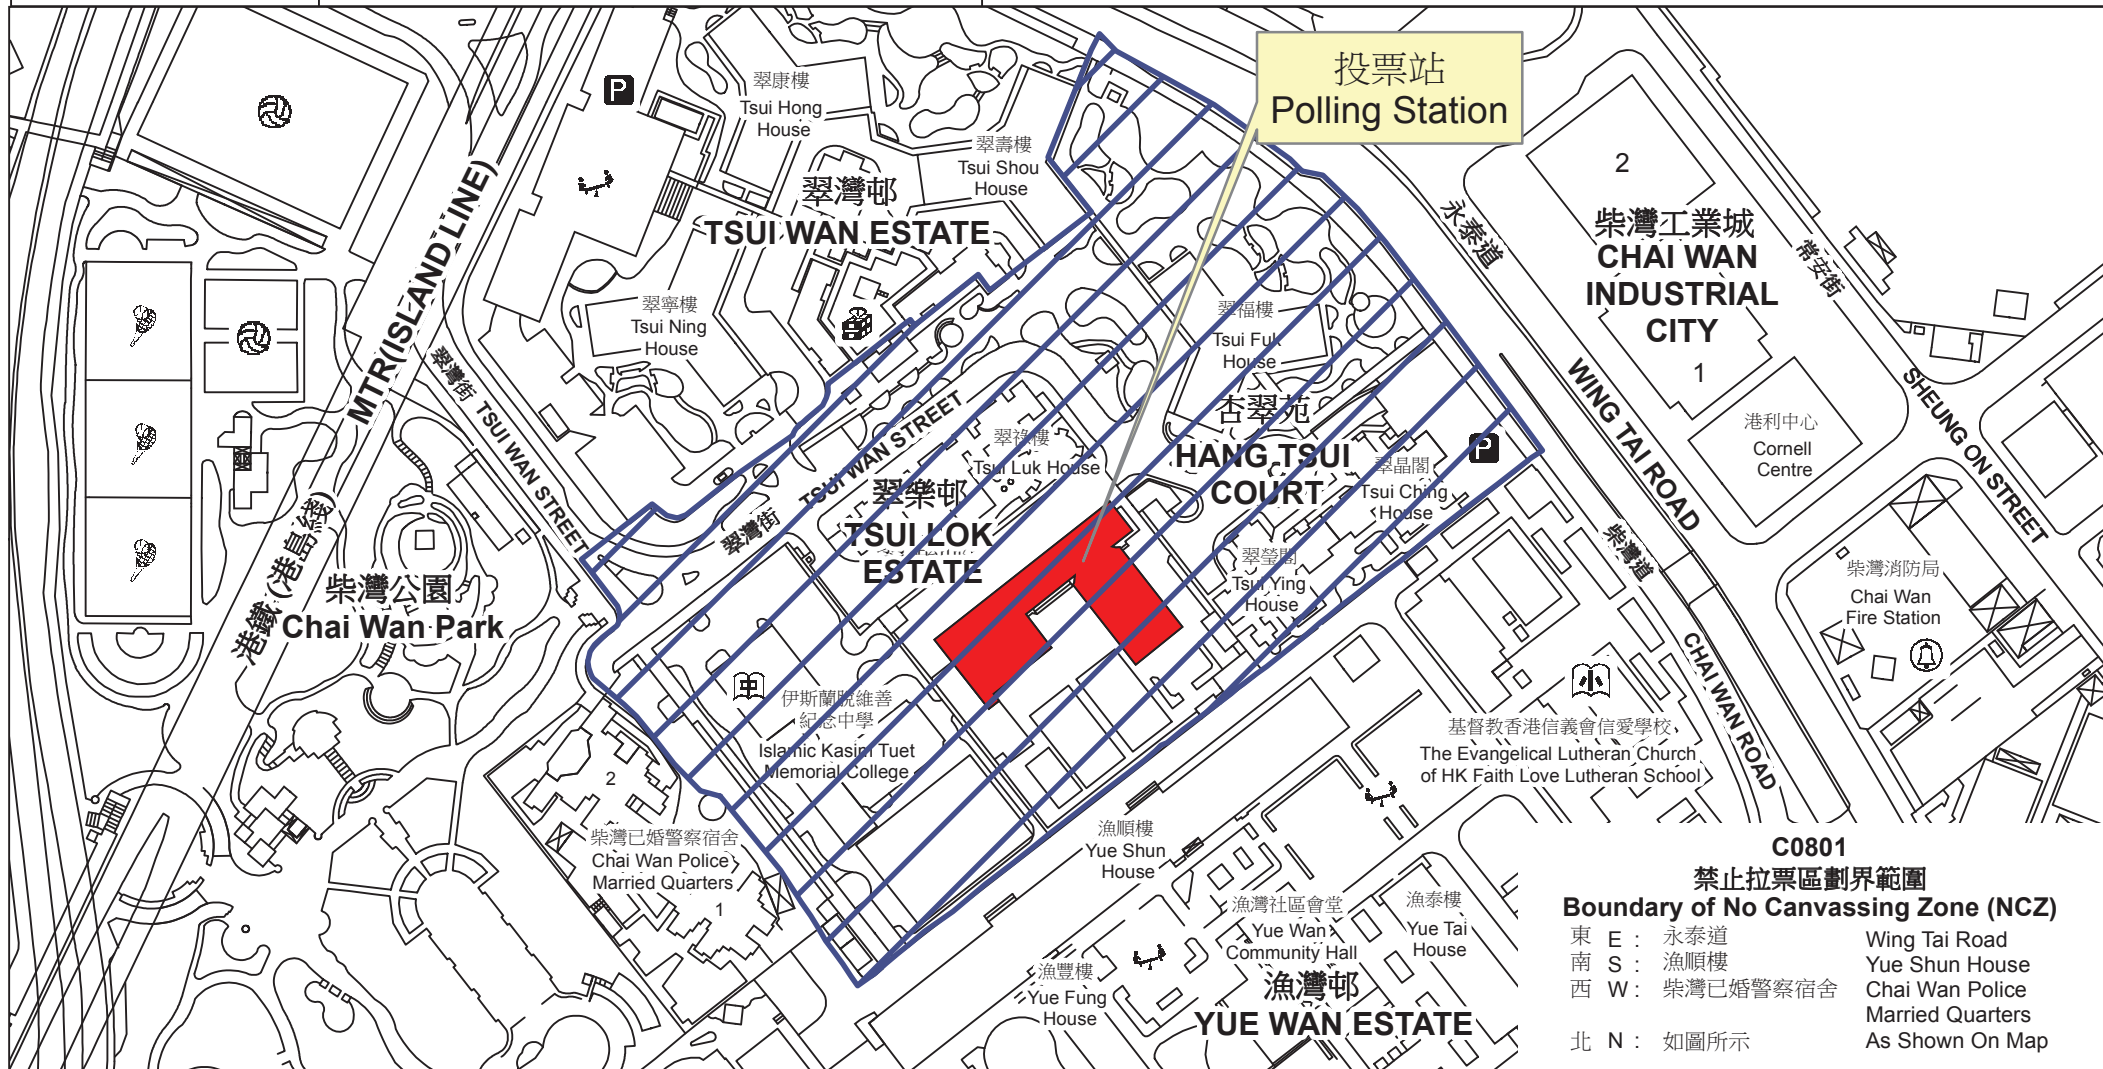 投票站
Polling Station
P
翠康樓
Tsui Hong
House
翠壽樓
Tsui Shou
House
翠灣邨
TSUI WAN ESTATE
翠寧樓
Tsui Ning
House
MTR(ISLAND LINE)
港鐵 (港島綫)
翠灣街 TSUI WAN STREET
翠灣街 TSUI WAN STREET
柴灣公園
Chai Wan Park
翠福樓
Tsui Fuk
House
杏翠苑
HANG TSUI
COURT
翠祿樓
Tsui Luk House
翠樂邨
TSUI LOK
ESTATE
翠晶閣
Tsui Ching
House
P
翠瑩閣
Tsui Ying
House
永泰道
WING TAI ROAD
2
柴灣工業城
CHAI WAN
INDUSTRIAL
CITY
1
常安街
SHEUNG ON STREET
港利中心
Cornell
Centre
柴灣道
CHAI WAN ROAD
柴灣消防局
Chai Wan
Fire Station
中
伊斯蘭脫維善
紀念中學
Islamic Kasim Tuet
Memorial College
小
基督教香港信義會信愛學校
The Evangelical Lutheran Church
of HK Faith Love Lutheran School
2
柴灣已婚警察宿舍
Chai Wan Police
Married Quarters
1
漁順樓
Yue Shun
House
漁灣社區會堂
Yue Wan
Community Hall
漁泰樓
Yue Tai
House
漁豐樓
Yue Fung
House
漁灣邨
YUE WAN ESTATE
C0801
禁止拉票區劃界範圍
Boundary of No Canvassing Zone (NCZ)
東 E : 永泰道 Wing Tai Road
南 S : 漁順樓 Yue Shun House
西 W : 柴灣已婚警察宿舍 Chai Wan Police
Married Quarters
北 N : 如圖所示 As Shown On Map